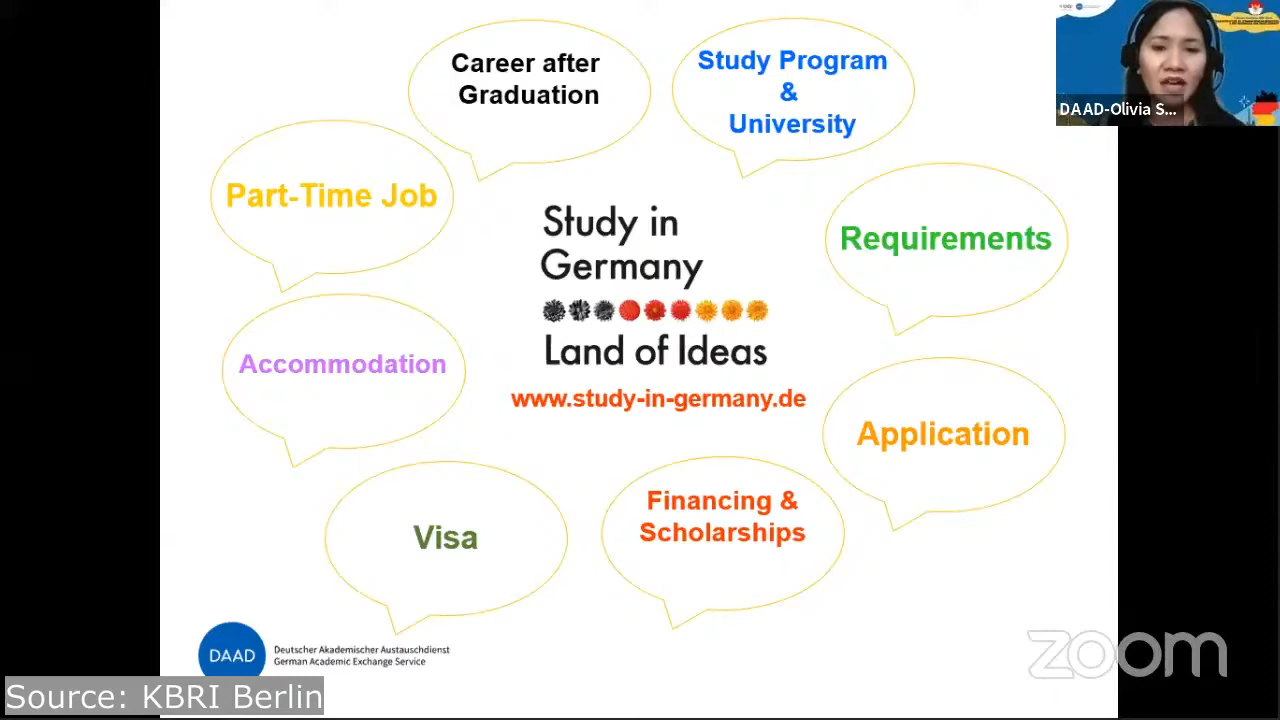 Career after
Graduation
Study Program
&
University
DAAD-Olivia S...
Part-Time Job
Requirements
Study in
Germany
Land of Ideas
www.study-in-germany.de
Accommodation
Application
Financing &
Scholarships
Visa
DAAD
Deutscher Akademischer Austauschdienst
German Academic Exchange Service
zoom
Source: KBRI Berlin